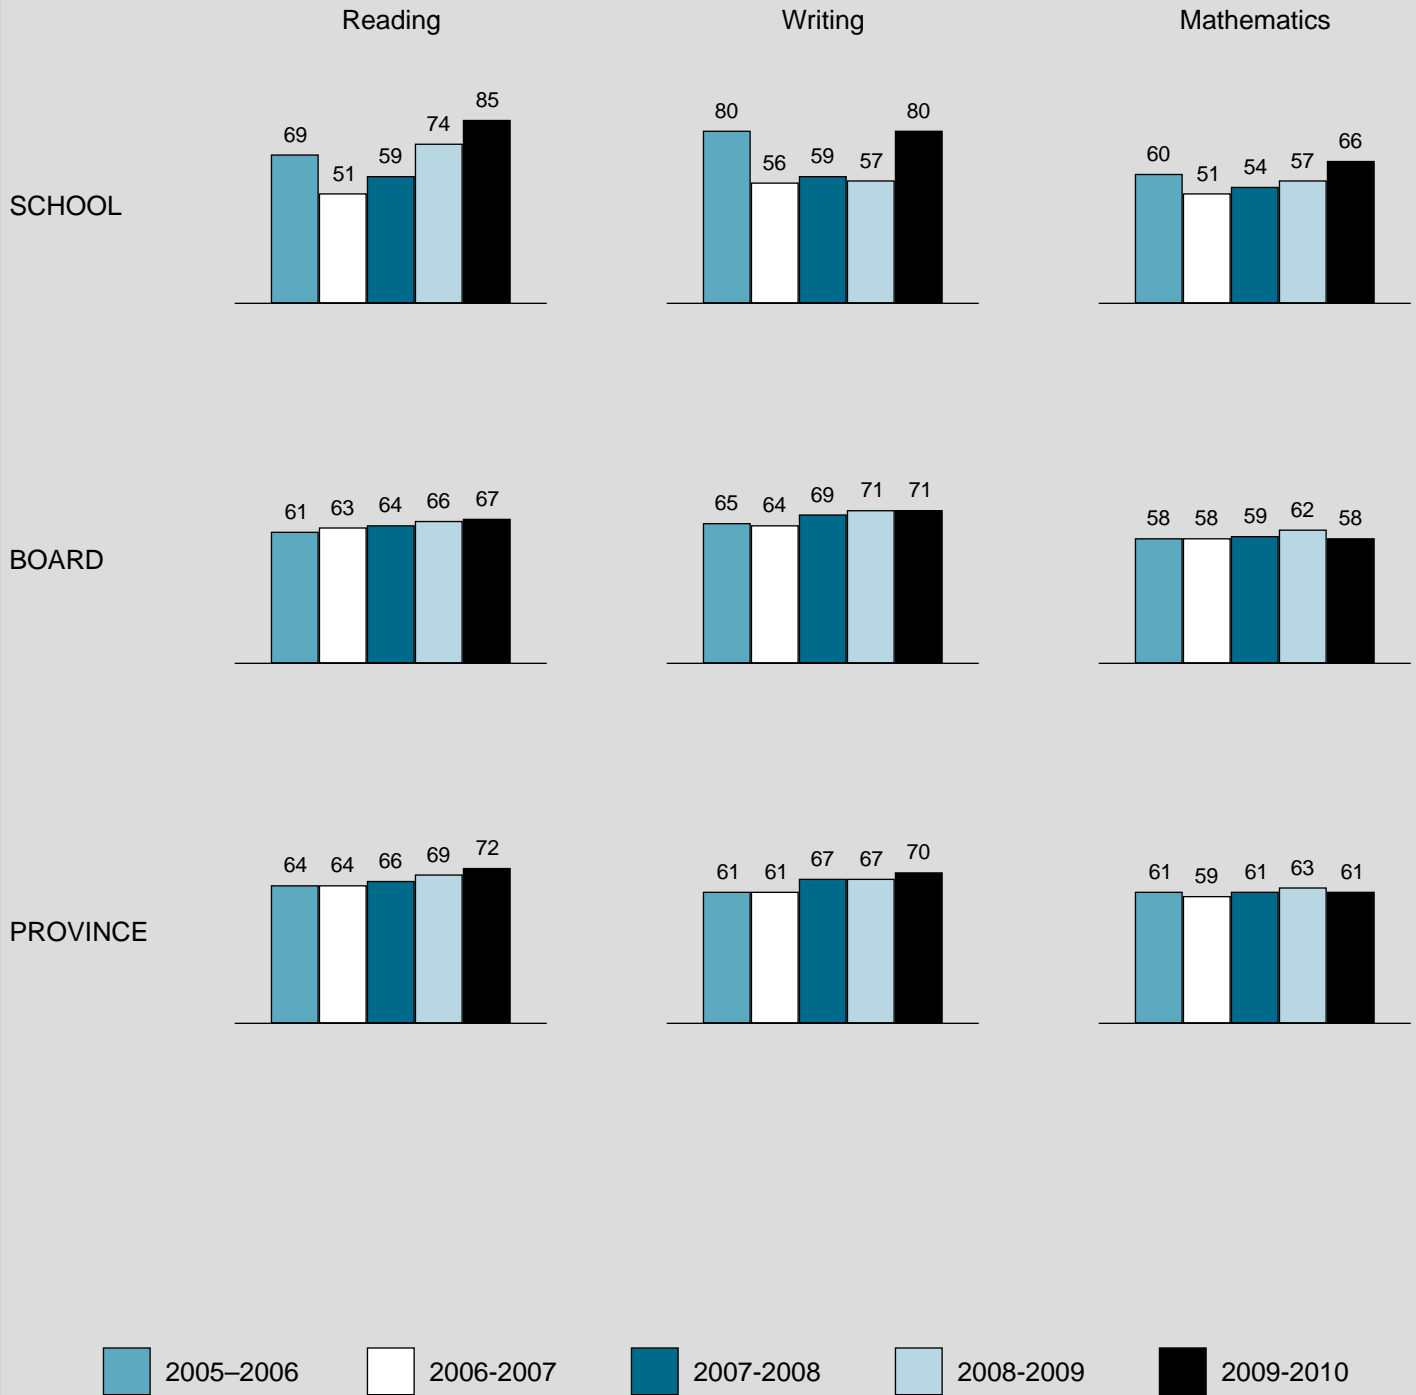 Reading Writing Mathematics
SCHOOL
69 51 59 74 85
80 56 59 57 80
60 51 54 57 66
BOARD
61 63 64 66 67
65 64 69 71 71
58 58 59 62 58
PROVINCE
64 64 66 69 72
61 61 67 67 70
61 59 61 63 61
2005–2006 2006-2007 2007-2008 2008-2009 2009-2010